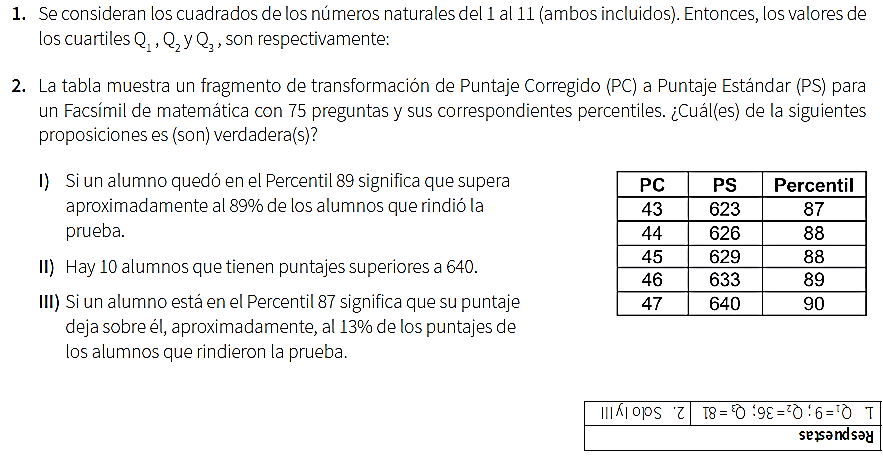 1. Se consideran los cuadrados de los números naturales del 1 al 11 (ambos incluidos). Entonces, los valores de
los cuartiles Q₁ , Q₂ y Q₃ , son respectivamente:
2. La tabla muestra un fragmento de transformación de Puntaje Corregido (PC) a Puntaje Estándar (PS) para
un Facsímil de matemática con 75 preguntas y sus correspondientes percentiles. ¿Cuál(es) de la siguientes
proposiciones es (son) verdadera(s)?
I) Si un alumno quedó en el Percentil 89 significa que supera
aproximadamente al 89% de los alumnos que rindió la
prueba.
II) Hay 10 alumnos que tienen puntajes superiores a 640.
III) Si un alumno está en el Percentil 87 significa que su puntaje
deja sobre él, aproximadamente, al 13% de los puntajes de
los alumnos que rindieron la prueba.
PC PS Percentil
43 623 87
44 626 88
45 629 88
46 633 89
47 640 90
Respuestas
1. Q₁ = 9 ; Q₂ = 36; Q₃ = 81 2. Solo I y III